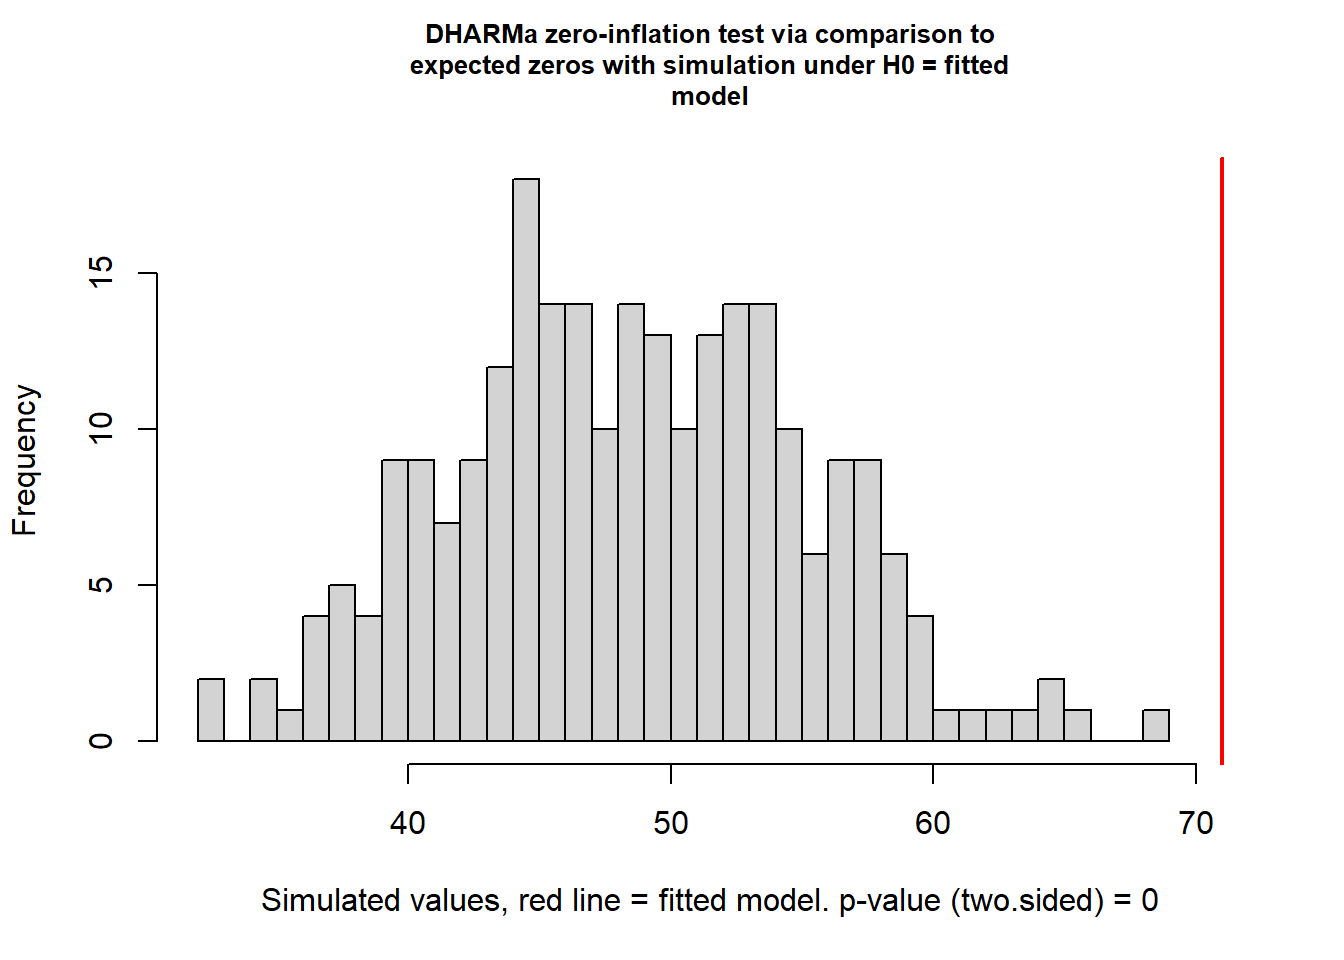 DHARMa zero-inflation test via comparison to
expected zeros with simulation under H0 = fitted
model
Frequency
15
10
5
0
40 50 60 70
Simulated values, red line = fitted model. p-value (two.sided) = 0